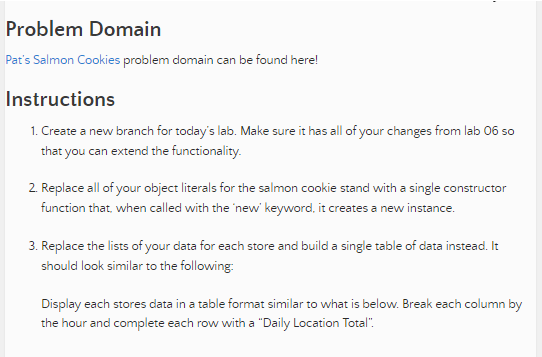 Problem Domain
Pat's Salmon Cookies problem domain can be found here!
Instructions
1. Create a new branch for today's lab. Make sure it has all of your changes from lab 06 so
that you can extend the functionality.
2. Replace all of your object literals for the salmon cookie stand with a single constructor
function that, when called with the 'new' keyword, it creates a new instance.
3. Replace the lists of your data for each store and build a single table of data instead. It
should look similar to the following:
Display each stores data in a table format similar to what is below. Break each column by
the hour and complete each row with a "Daily Location Total".